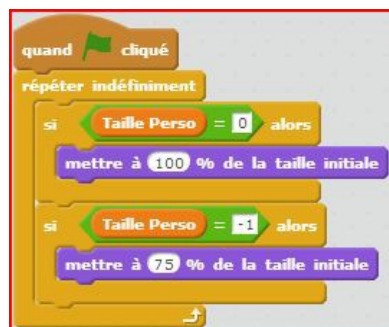 quand cliqué
répéter indéfiniment
si Taille Perso = 0 alors
mettre à 100 % de la taille initiale
si Taille Perso = -1 alors
mettre à 75 % de la taille initiale